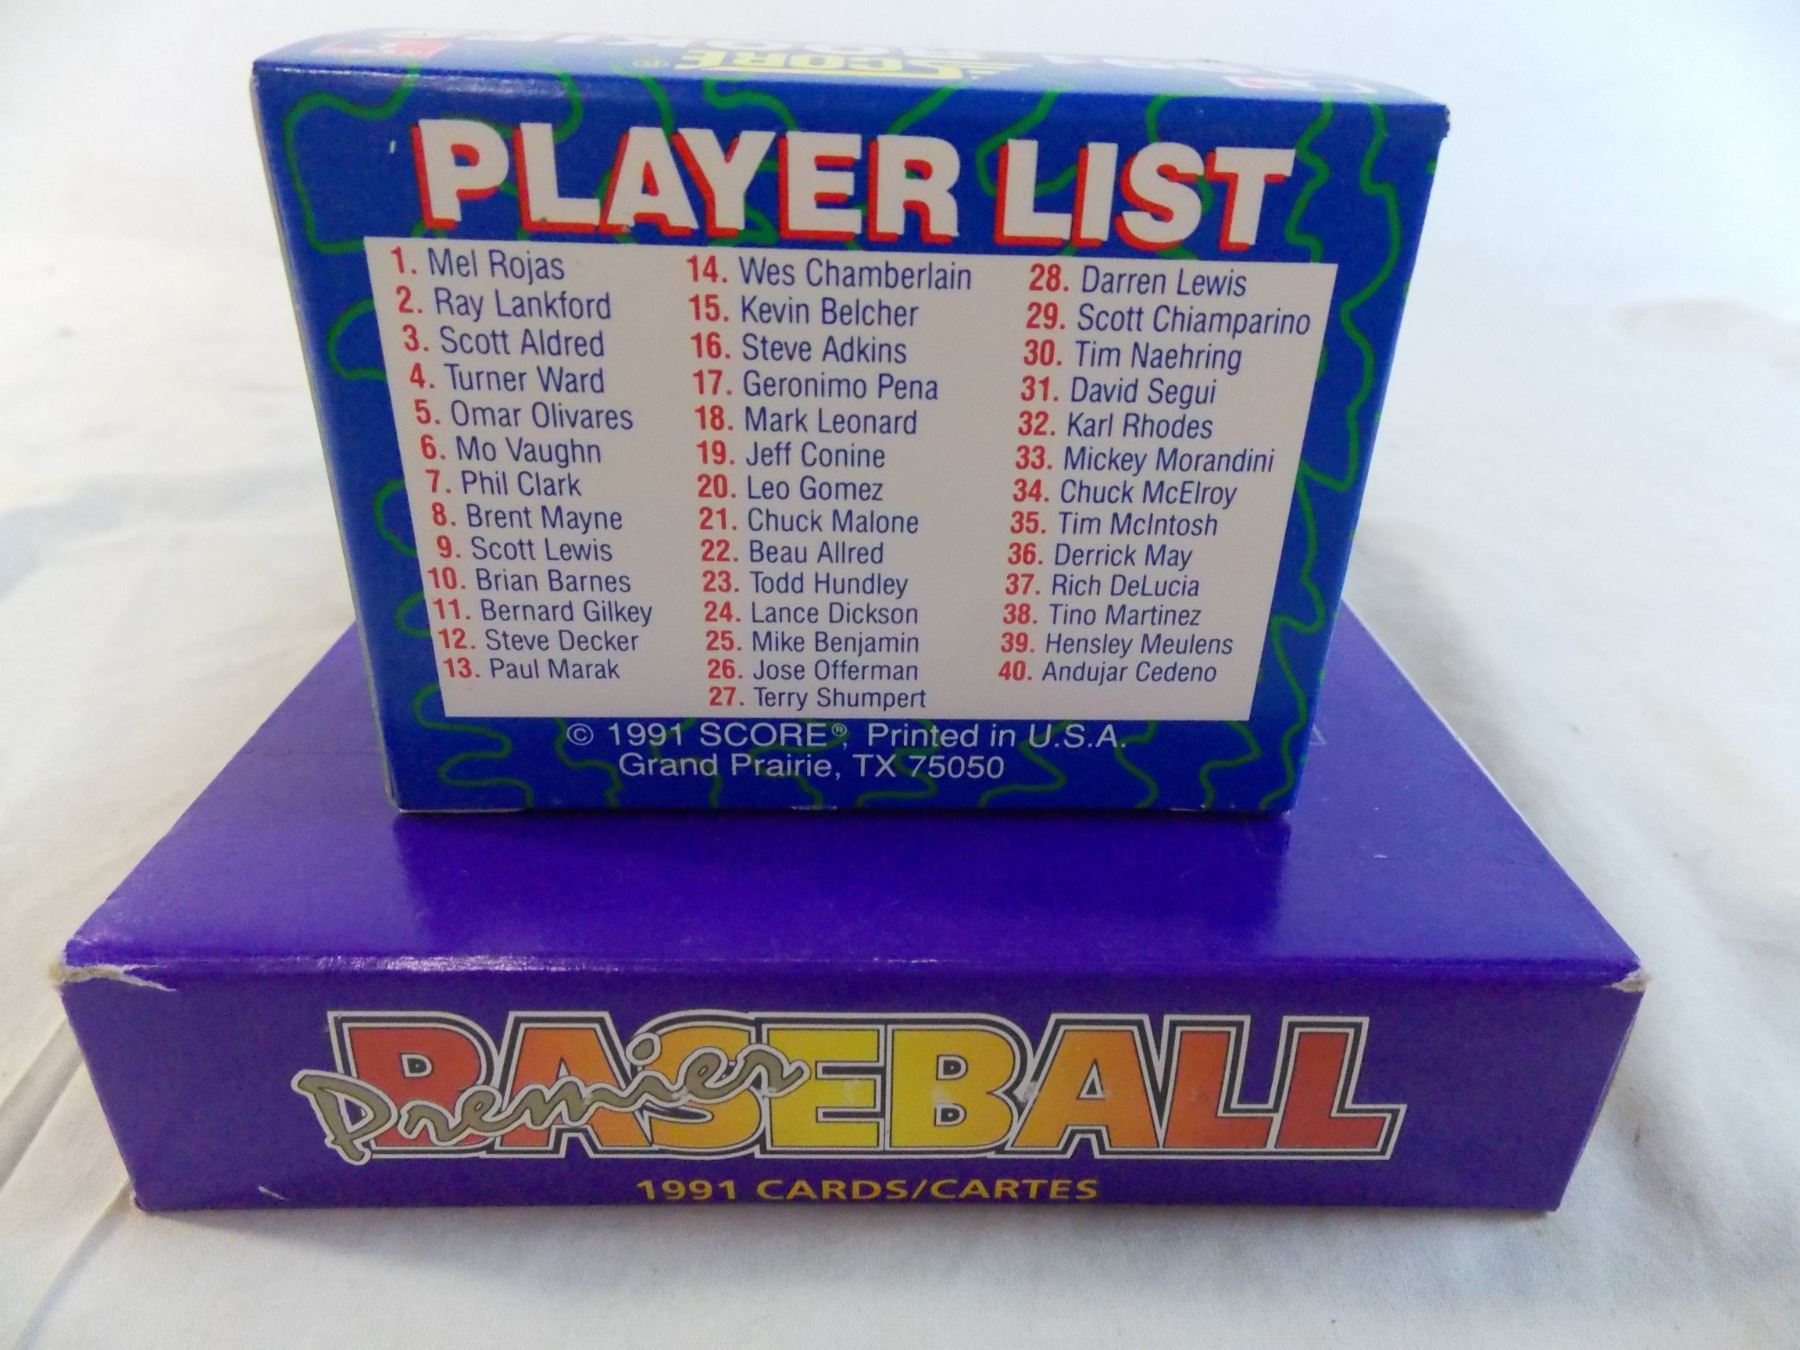 SCORE®
PLAYER LIST
1. Mel Rojas
2. Ray Lankford
3. Scott Aldred
4. Turner Ward
5. Omar Olivares
6. Mo Vaughn
7. Phil Clark
8. Brent Mayne
9. Scott Lewis
10. Brian Barnes
11. Bernard Gilkey
12. Steve Decker
13. Paul Marak
14. Wes Chamberlain
15. Kevin Belcher
16. Steve Adkins
17. Geronimo Pena
18. Mark Leonard
19. Jeff Conine
20. Leo Gomez
21. Chuck Malone
22. Beau Allred
23. Todd Hundley
24. Lance Dickson
25. Mike Benjamin
26. Jose Offerman
27. Terry Shumpert
28. Darren Lewis
29. Scott Chiamparino
30. Tim Naehring
31. David Segui
32. Karl Rhodes
33. Mickey Morandini
34. Chuck McElroy
35. Tim McIntosh
36. Derrick May
37. Rich DeLucia
38. Tino Martinez
39. Hensley Meulens
40. Andujar Cedeno
© 1991 SCORE®, Printed in U.S.A.
Grand Prairie, TX 75050
Premier BASEBALL
1991 CARDS/CARTES